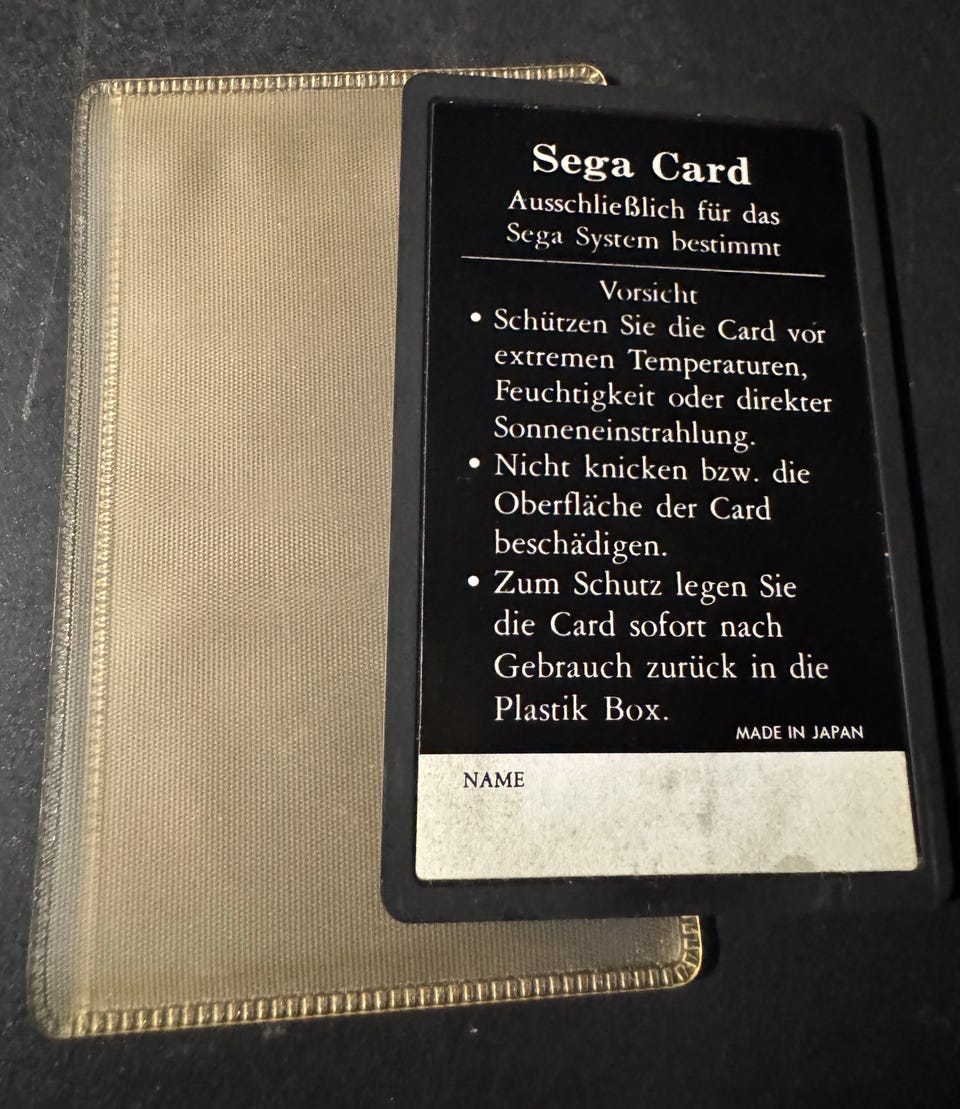 Sega Card
Ausschließlich für das
Sega System bestimmt
Vorsicht
• Schützen Sie die Card vor
extremen Temperaturen,
Feuchtigkeit oder direkter
Sonneneinstrahlung.
• Nicht knicken bzw. die
Oberfläche der Card
beschädigen.
• Zum Schutz legen Sie
die Card sofort nach
Gebrauch zurück in die
Plastik Box.
MADE IN JAPAN
NAME